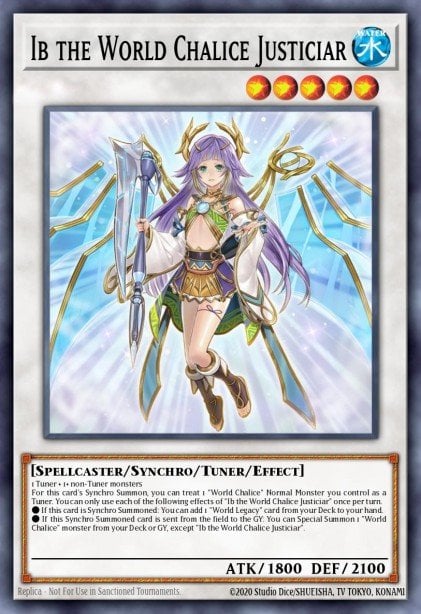 Ib the World Chalice Justiciar
WATER
水
[Spellcaster/Synchro/Tuner/Effect]
1 Tuner + 1+ non-Tuner monsters
For this card's Synchro Summon, you can treat 1 "World Chalice" Normal Monster you control as a
Tuner. You can only use each of the following effects of "Ib the World Chalice Justiciar" once per turn.
● If this card is Synchro Summoned: You can add 1 "World Legacy" card from your Deck to your hand.
● If this Synchro Summoned card is sent from the field to the GY: You can Special Summon 1 "World
Chalice" monster from your Deck or GY, except "Ib the World Chalice Justiciar".
ATK/1800 DEF/2100
Replica - Not For Use in Sanctioned Tournaments. ©2020 Studio Dice/SHUEISHA, TV TOKYO, KONAMI